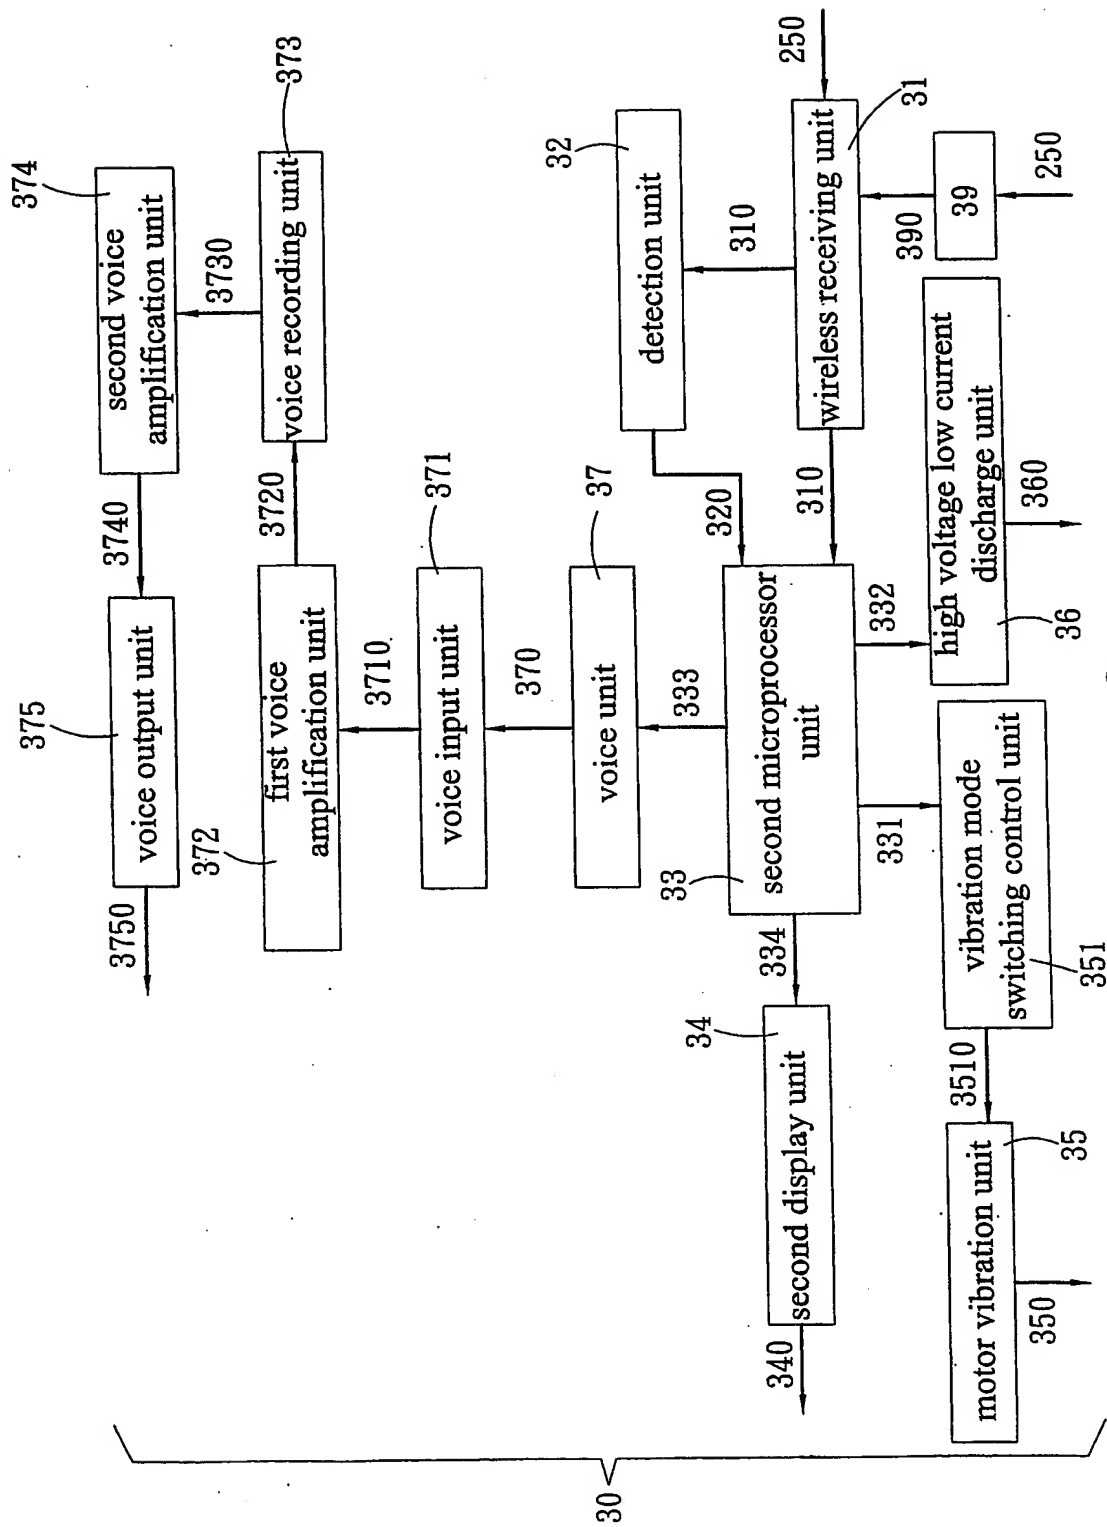 30
3750
voice output unit
375
3740
second voice
amplification unit
374
3730
voice recording unit
373
3720
first voice
amplification unit
372
3710
voice input unit
371
370
voice unit
37
333
second microprocessor
unit
33
320
detection unit
32
310
310
wireless receiving unit
31
250
390
39
250
334
second display unit
34
340
331
332
high voltage low current
discharge unit
36
360
vibration mode
switching control unit
351
3510
motor vibration unit
35
350